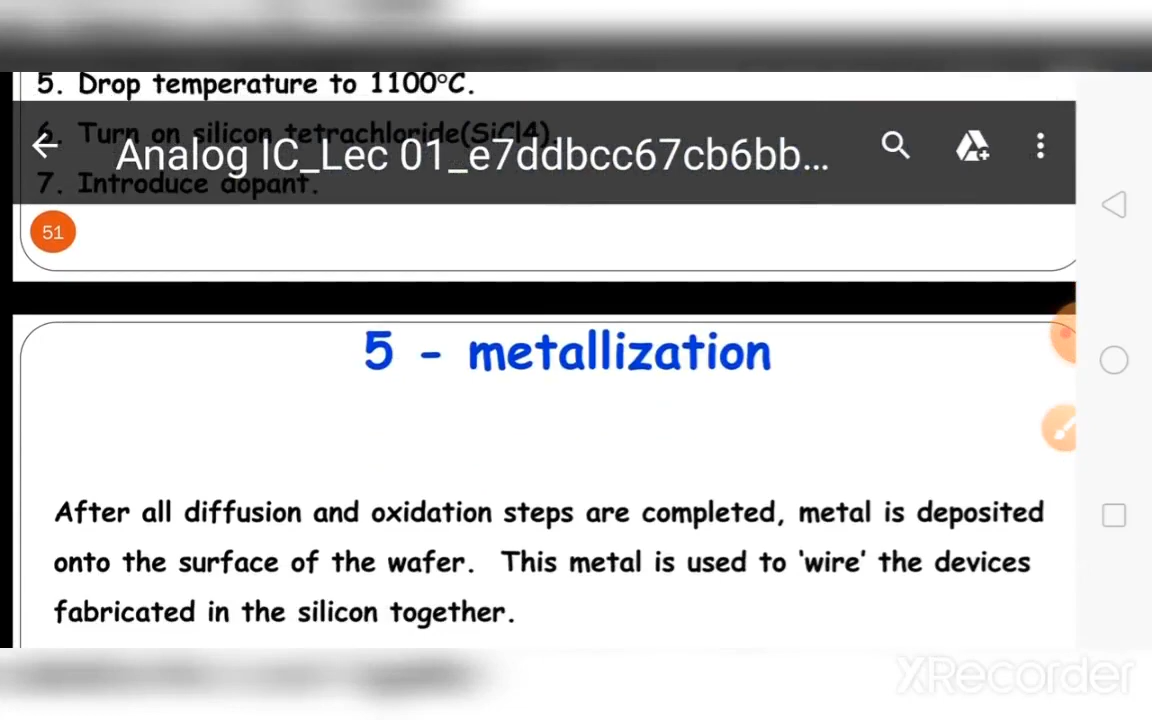 5. Drop temperature to 1100°C.
6. Turn on silicon tetrachloride(SiCl4).
Analog IC_Lec 01_e7ddbcc67cb6bb...
7. Introduce dopant.
51
5 - metallization
After all diffusion and oxidation steps are completed, metal is deposited
onto the surface of the wafer. This metal is used to 'wire' the devices
fabricated in the silicon together.
XRecorder